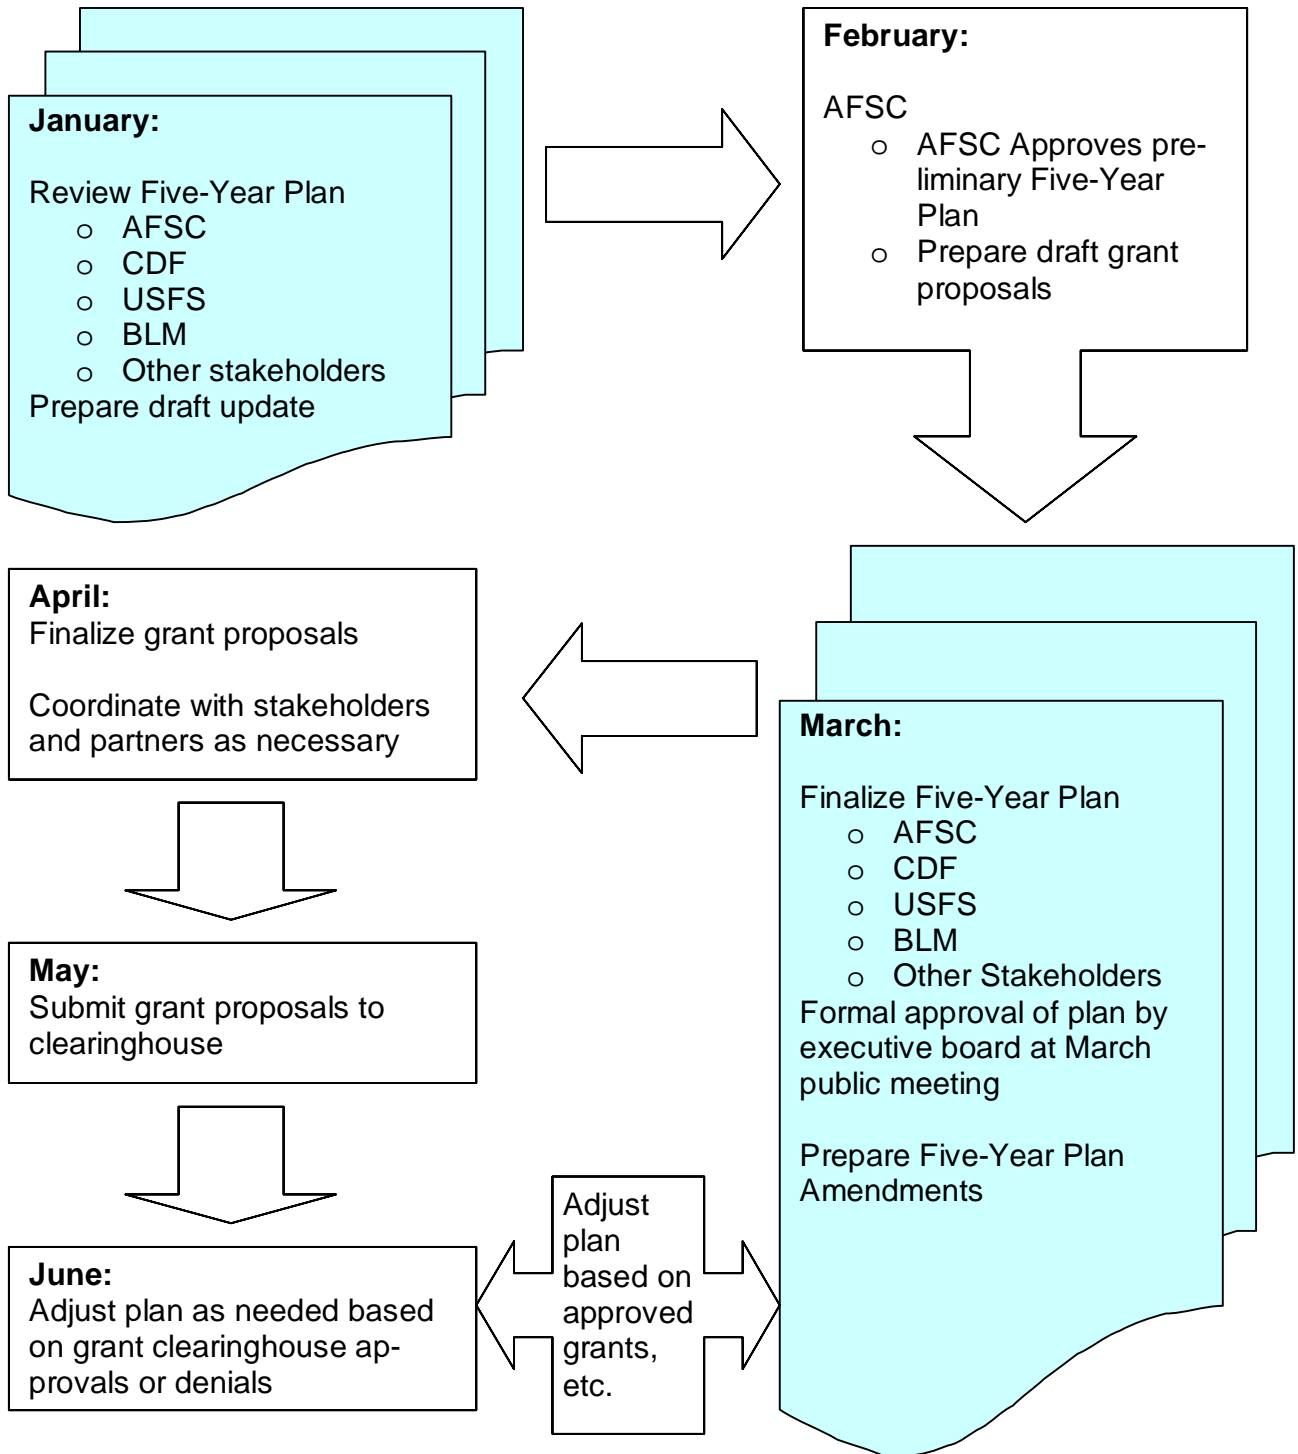 January:
Review Five-Year Plan
o AFSC
o CDF
o USFS
o BLM
o Other stakeholders
Prepare draft update
February:
AFSC
o AFSC Approves pre-
liminary Five-Year
Plan
o Prepare draft grant
proposals
March:
Finalize Five-Year Plan
o AFSC
o CDF
o USFS
o BLM
o Other Stakeholders
Formal approval of plan by
executive board at March
public meeting
Prepare Five-Year Plan
Amendments
April:
Finalize grant proposals
Coordinate with stakeholders
and partners as necessary
May:
Submit grant proposals to
clearinghouse
June:
Adjust plan as needed based
on grant clearinghouse ap-
provals or denials
Adjust
plan
based on
approved
grants,
etc.